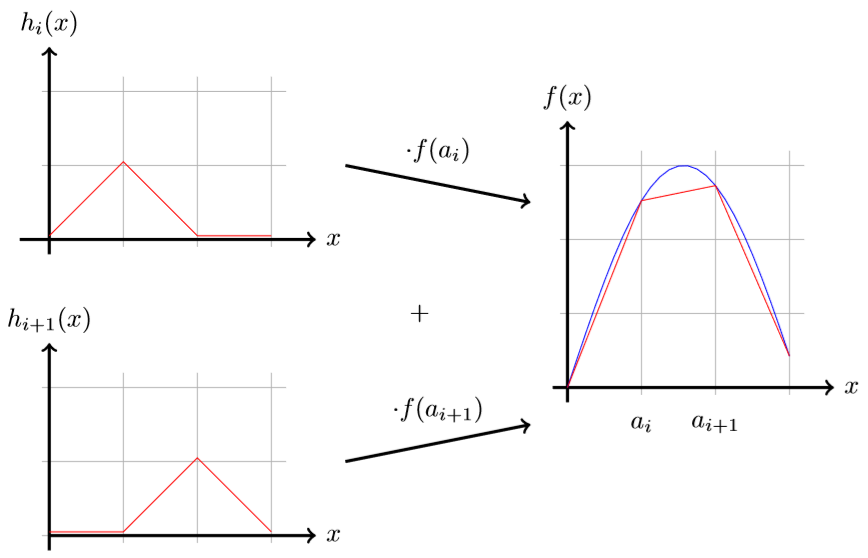 h_i(x)
x
·f(a_i)
f(x)
+
h_{i+1}(x)
x
·f(a_{i+1})
x
a_i
a_{i+1}